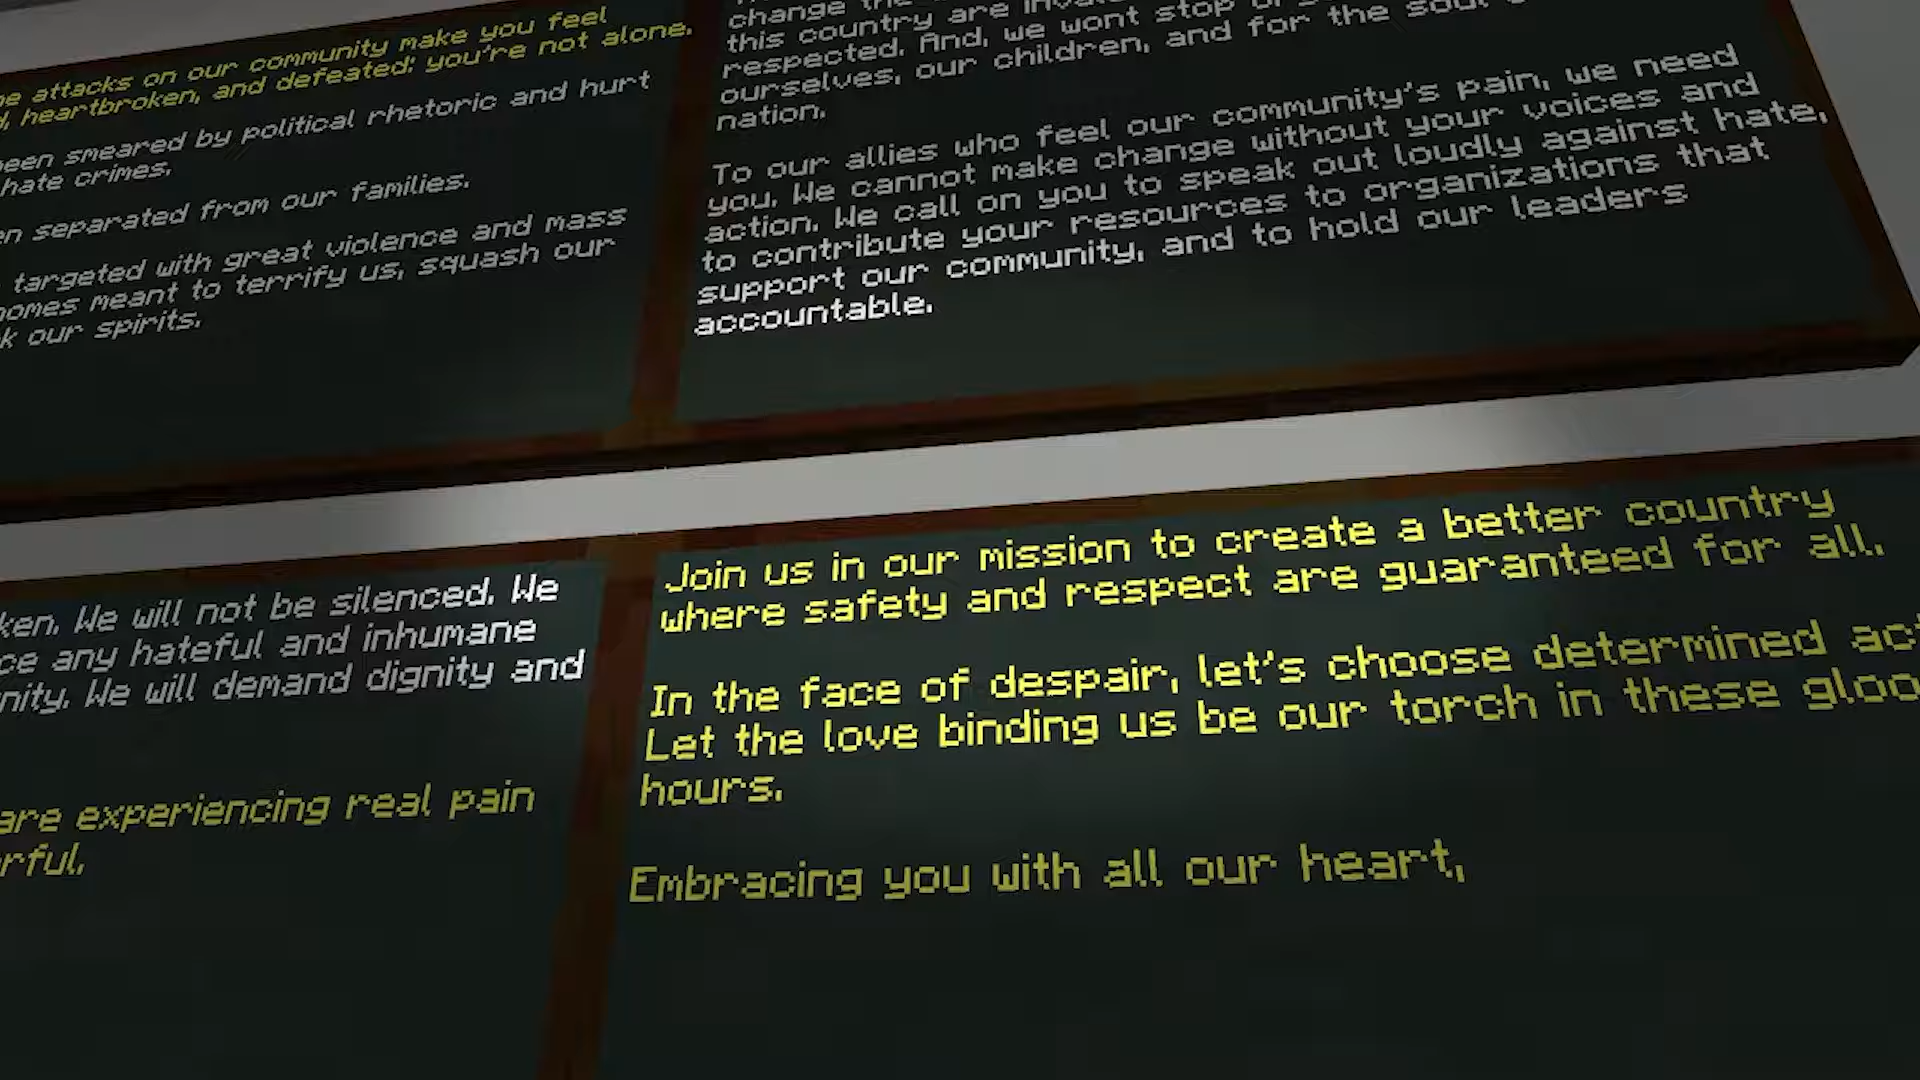 attacks on our community make you feel
heartbroken, and defeated: you're not alone.
been smeared by political rhetoric and hurt
hate crimes.
separated from our families.
targeted with great violence and mass
meant to terrify us, squash our
our spirits.
change the
this country are
respected. And, we wont stop
ourselves, our children, and for the soul
nation.
To our allies who feel our community's pain, we need
you. We cannot make change without your voices and
action. We call on you to speak out loudly against hate,
to contribute your resources to organizations that
support our community, and to hold our leaders
accountable.
We will not be silenced. We
any hateful and inhumane
We will demand dignity and
are experiencing real pain
Join us in our mission to create a better country
where safety and respect are guaranteed for all.
In the face of despair, let's choose determined
Let the love binding us be our torch in these
hours.
Embracing you with all our heart,